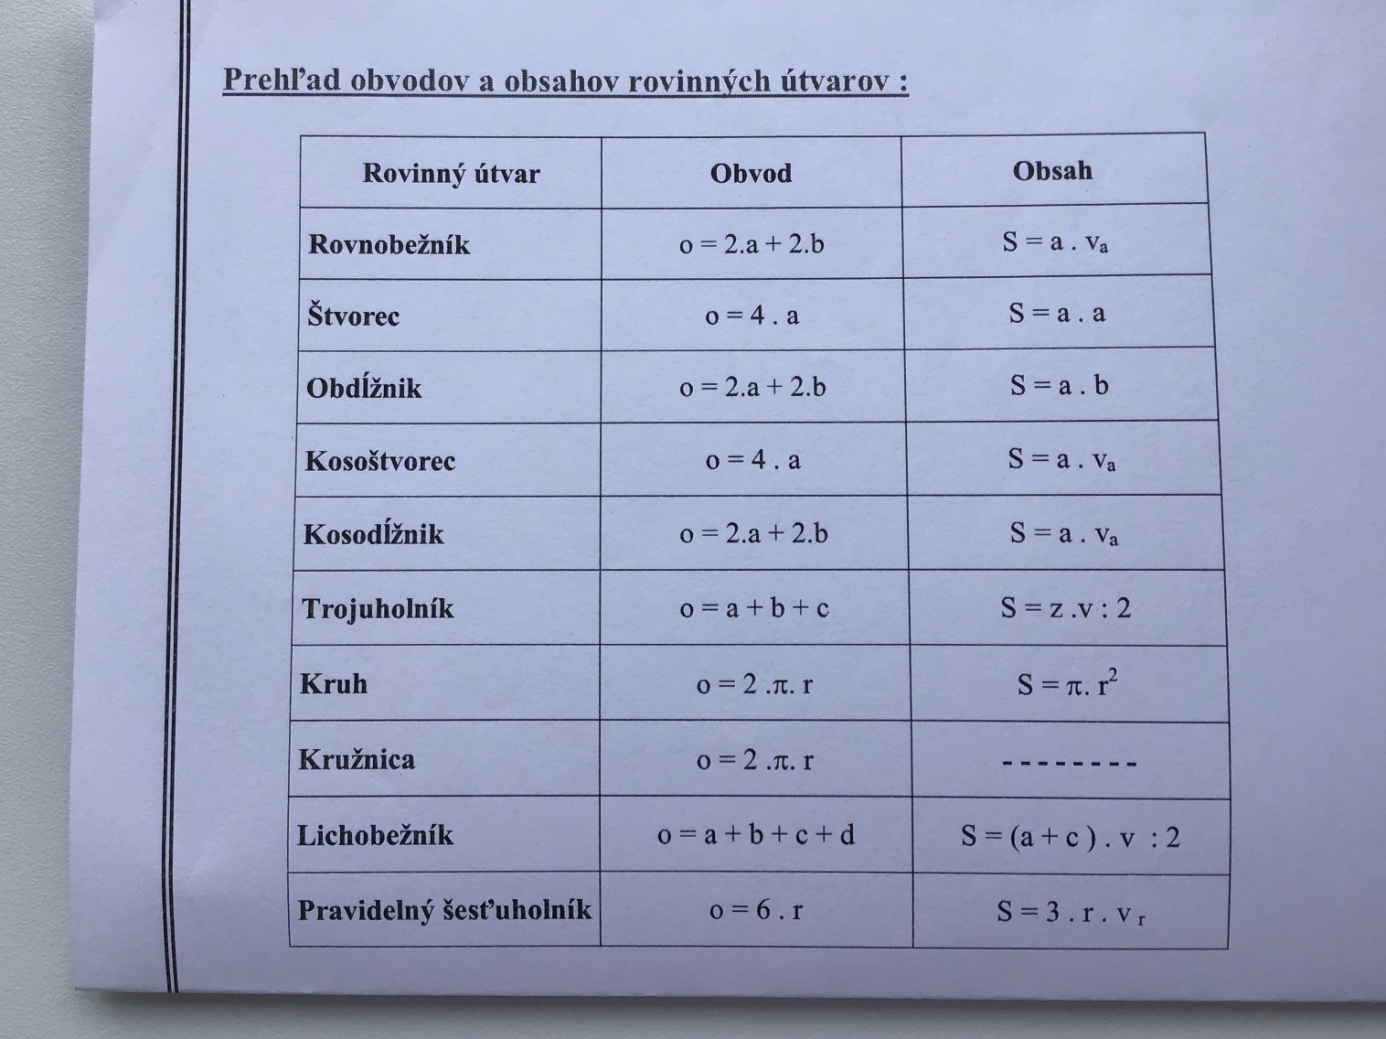 Prehľad obvodov a obsahov rovinných útvarov :
Rovinný útvar Obvod Obsah
Rovnobežník o = 2.a + 2.b S = a . vₐ
Štvorec o = 4 . a S = a . a
Obdĺžnik o = 2.a + 2.b S = a . b
Kosoštvorec o = 4 . a S = a . vₐ
Kosodĺžnik o = 2.a + 2.b S = a . vₐ
Trojuholník o = a + b + c S = z .v : 2
Kruh o = 2 .π. r S = π. r²
Kružnica o = 2 .π. r --------
Lichobežník o = a + b + c + d S = (a + c ) . v : 2
Pravidelný šesťuholník o = 6 . r S = 3 . r . vᵣ